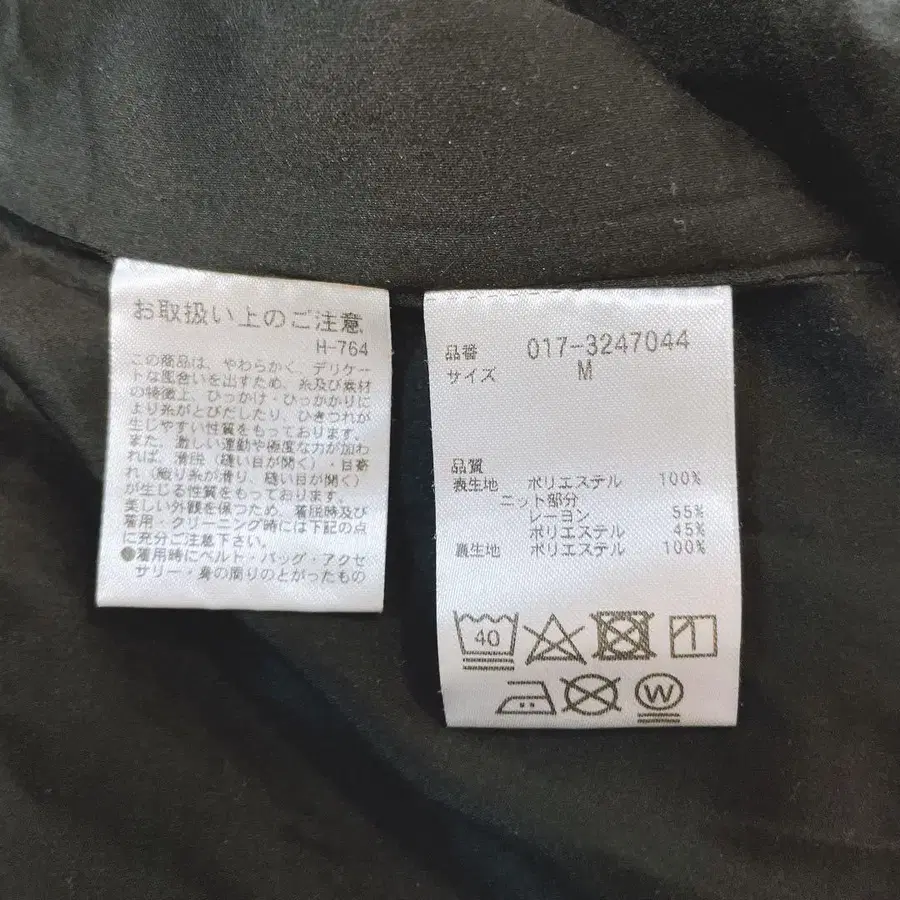 お取扱い上のご注意
H-764
この商品は、やわらかく、デリケー
トな風合いを出すため、糸及び素材
の特徴上、ひっかけ・ひっかかりに
より糸がとびだしたり、ひきつれが
生じやすい性質をもっております。
また、激しい運動や極度な力が加わ
れば、滑脱(縫い目が開く)・目寄
れ(織り糸が滑り、縫い目が開く)
が生じる性質をもっております。
美しい外観を保つため、着脱時及び
着用・クリーニング時には下記の点
に充分ご注意下さい。
●着用時にベルト・バッグ・アクセ
サリー・身の周りのとがったもの
品番 017-3247044
サイズ M
品質
表生地 ポリエステル 100%
ニット部分
レーヨン 55%
ポリエステル 45%
裏生地 ポリエステル 100%
40
W